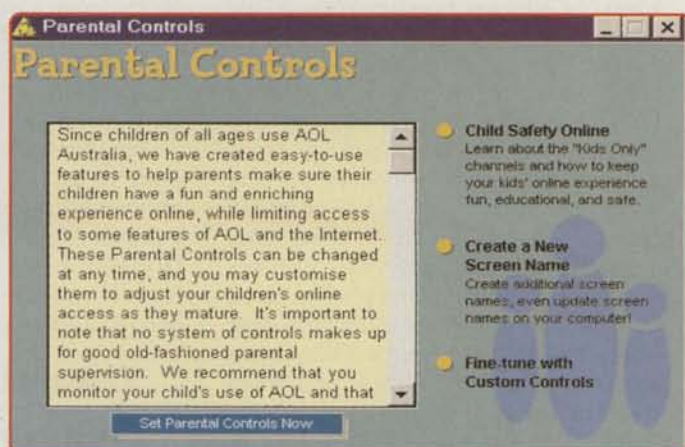 Parental Controls
Parental Controls
Since children of all ages use AOL
Australia, we have created easy-to-use
features to help parents make sure their
children have a fun and enriching
experience online, while limiting access
to some features of AOL and the Internet.
These Parental Controls can be changed
at any time, and you may customise
them to adjust your children's online
access as they mature. It's important to
note that no system of controls makes up
for good old-fashioned parental
supervision. We recommend that you
monitor your child's use of AOL and that
Set Parental Controls Now
Child Safety Online
Learn about the "Kids Only"
channels and how to keep
your kids' online experience
fun, educational, and safe.
Create a New
Screen Name
Create additional screen
names, even update screen
names on your computer!
Fine-tune with
Custom Controls